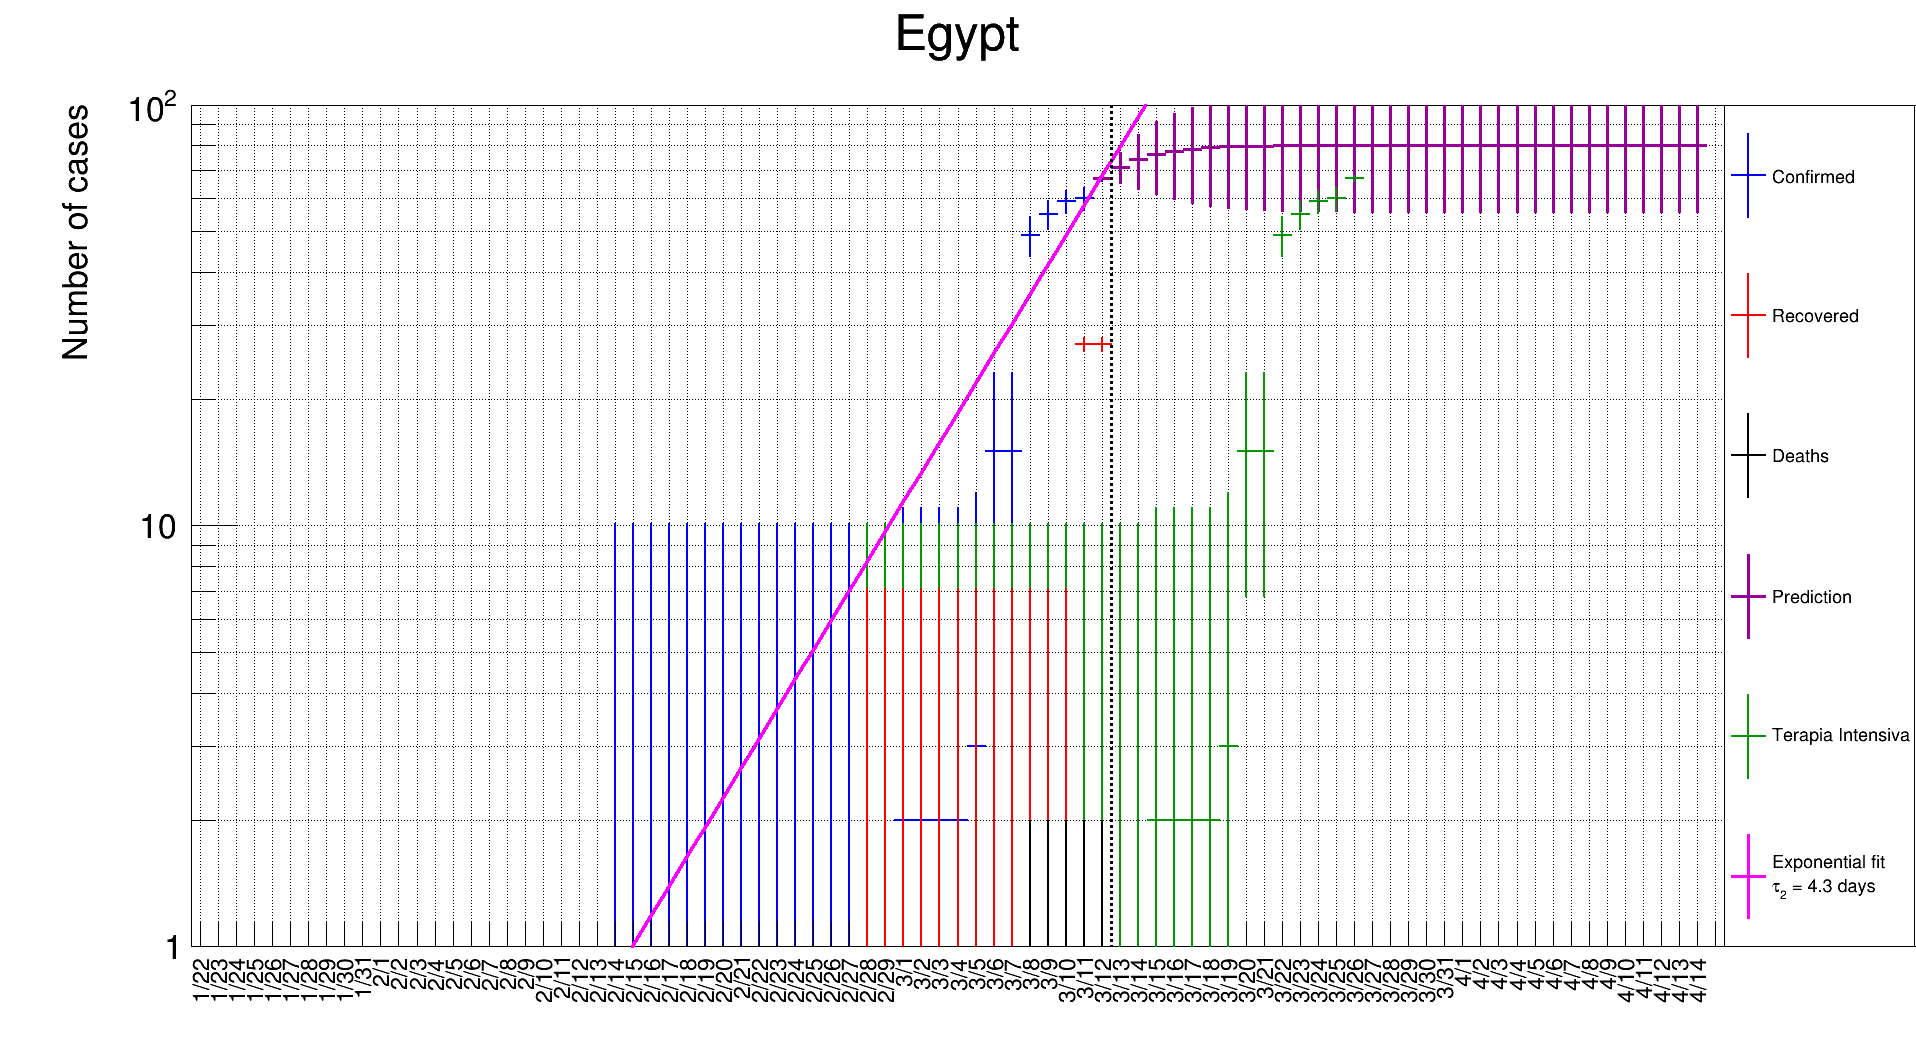 Egypt
Number of cases
10²
10
1
1/22 1/23 1/24 1/25 1/26 1/27 1/28 1/29 1/30 1/31 2/1 2/2 2/3 2/4 2/5 2/6 2/7 2/8 2/9 2/10 2/11 2/12 2/13 2/14 2/15 2/16 2/17 2/18 2/19 2/20 2/21 2/22 2/23 2/24 2/25 2/26 2/27 2/28 2/29 3/1 3/2 3/3 3/4 3/5 3/6 3/7 3/8 3/9 3/10 3/11 3/12 3/13 3/14 3/15 3/16 3/17 3/18 3/19 3/20 3/21 3/22 3/23 3/24 3/25 3/26 3/27 3/28 3/29 3/30 3/31 4/1 4/2 4/3 4/4 4/5 4/6 4/7 4/8 4/9 4/10 4/11 4/12 4/13 4/14
Confirmed
Recovered
Deaths
Prediction
Terapia Intensiva
Exponential fit
τ₂ = 4.3 days